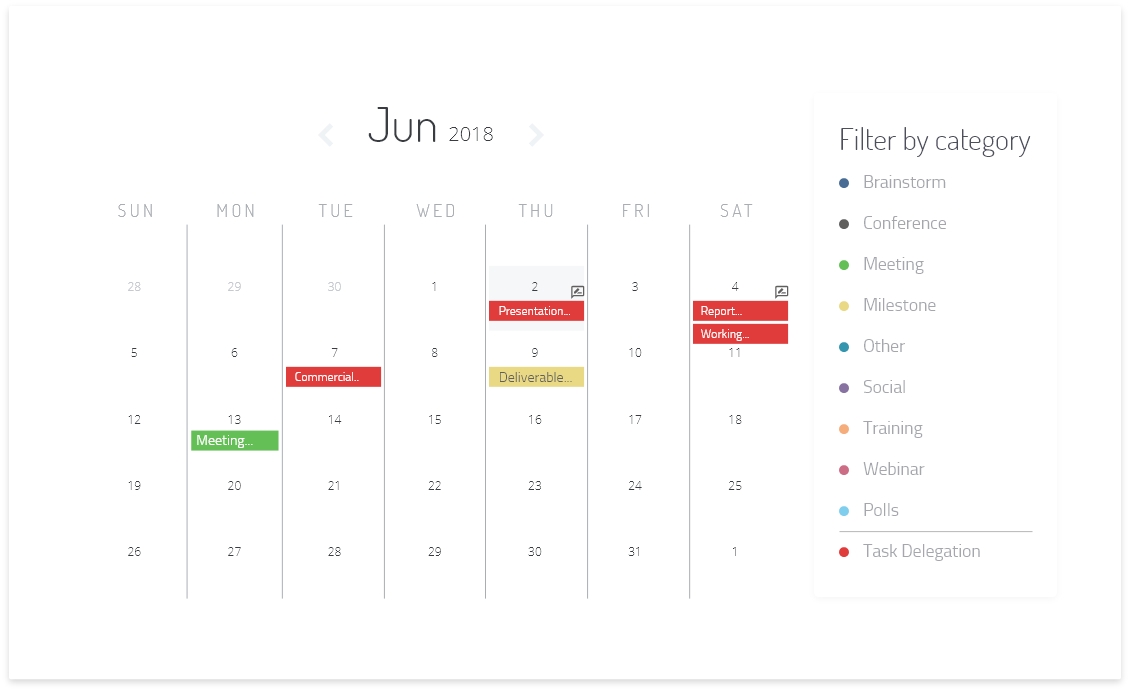 Jun 2018
Filter by category
SUN MON TUE WED THU FRI SAT
28 29 30 1 2 3 4
Presentation... Report...
Working...
5 6 7 8 9 10 11
Commercial.. Deliverable...
12 13 14 15 16 17 18
Meeting...
19 20 21 22 23 24 25
26 27 28 29 30 31 1
Brainstorm
Conference
Meeting
Milestone
Other
Social
Training
Webinar
Polls
Task Delegation